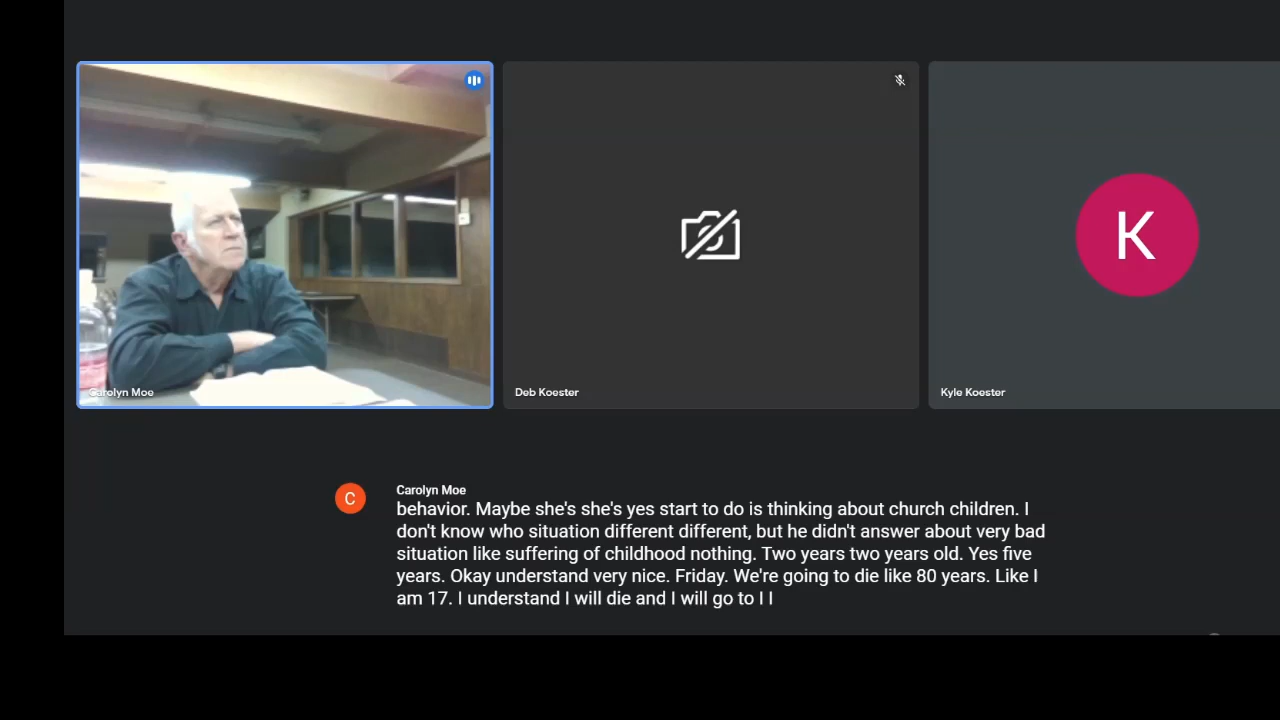 Carolyn Moe
Deb Koester
K
Kyle Koester
C
Carolyn Moe
behavior. Maybe she's she's yes start to do is thinking about church children. I
don't know who situation different different, but he didn't answer about very bad
situation like suffering of childhood nothing. Two years two years old. Yes five
years. Okay understand very nice. Friday. We're going to die like 80 years. Like I
am 17. I understand I will die and I will go to I I